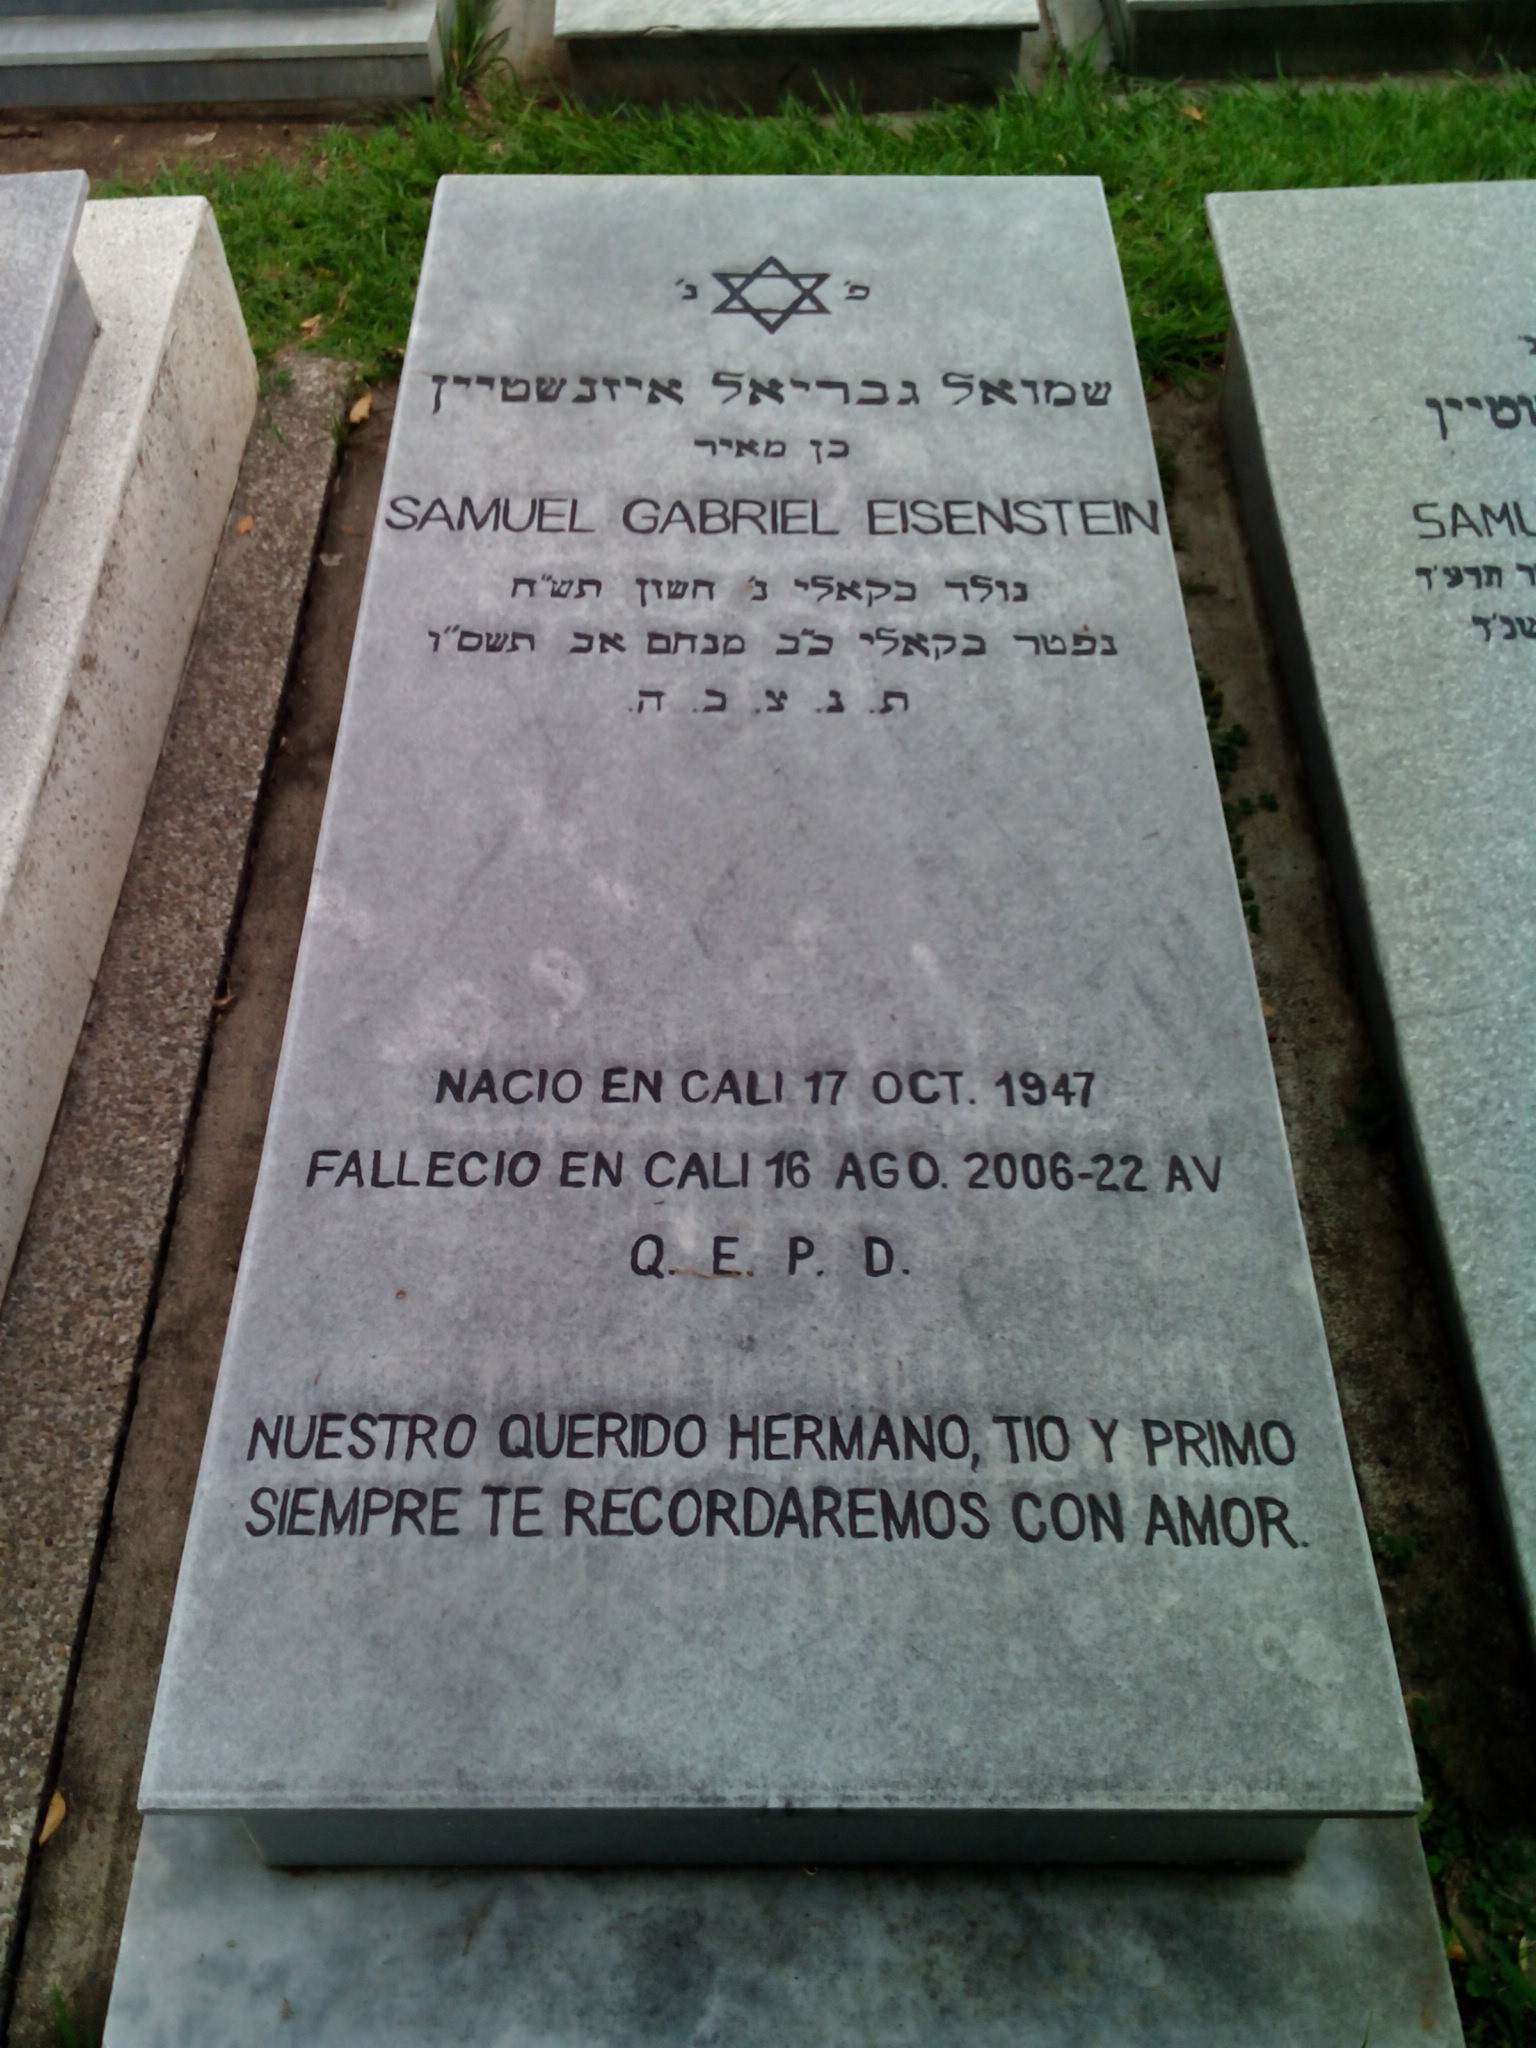 פ׳ נ׳
שמואל גבריאל איזנשטיין
בן מאיר
SAMUEL GABRIEL EISENSTEIN
נולד בקאלי נ׳ חשון תש״ח
נפטר בקאלי כ״ב מנחם אב תשס״ו
ת. נ. צ. ב. ה.
NACIO EN CALI 17 OCT. 1947
FALLECIO EN CALI 16 AGO. 2006-22 AV
Q. E. P. D.
NUESTRO QUERIDO HERMANO, TIO Y PRIMO
SIEMPRE TE RECORDAREMOS CON AMOR.